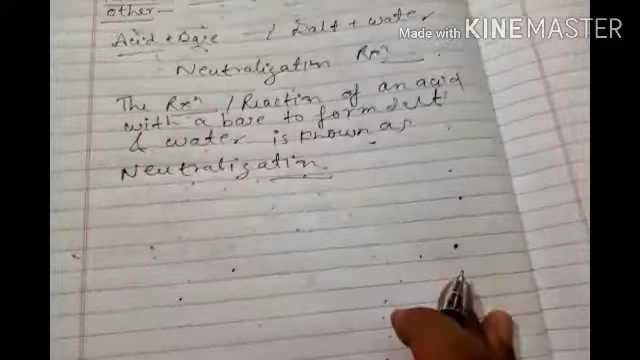 other.
Made with KINEMASTER
Acid + Base / Salt + water
Neutralization Rxn
The Rxn / Reaction of an acid
with a base to form salt
& water is known as
Neutralization